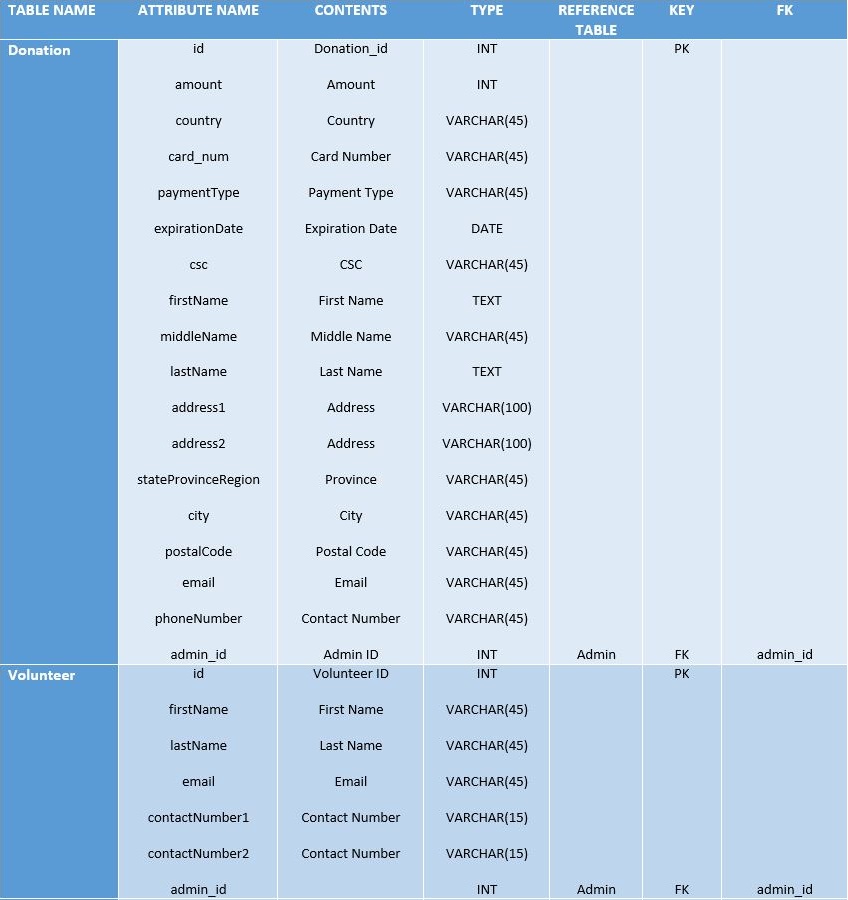 TABLE NAME ATTRIBUTE NAME CONTENTS TYPE REFERENCE TABLE KEY FK
Donation id Donation_id INT PK
amount Amount INT
country Country VARCHAR(45)
card_num Card Number VARCHAR(45)
paymentType Payment Type VARCHAR(45)
expirationDate Expiration Date DATE
csc CSC VARCHAR(45)
firstName First Name TEXT
middleName Middle Name VARCHAR(45)
lastName Last Name TEXT
address1 Address VARCHAR(100)
address2 Address VARCHAR(100)
stateProvinceRegion Province VARCHAR(45)
city City VARCHAR(45)
postalCode Postal Code VARCHAR(45)
email Email VARCHAR(45)
phoneNumber Contact Number VARCHAR(45)
admin_id Admin ID INT Admin FK admin_id
Volunteer id Volunteer ID INT PK
firstName First Name VARCHAR(45)
lastName Last Name VARCHAR(45)
email Email VARCHAR(45)
contactNumber1 Contact Number VARCHAR(15)
contactNumber2 Contact Number VARCHAR(15)
admin_id INT Admin FK admin_id